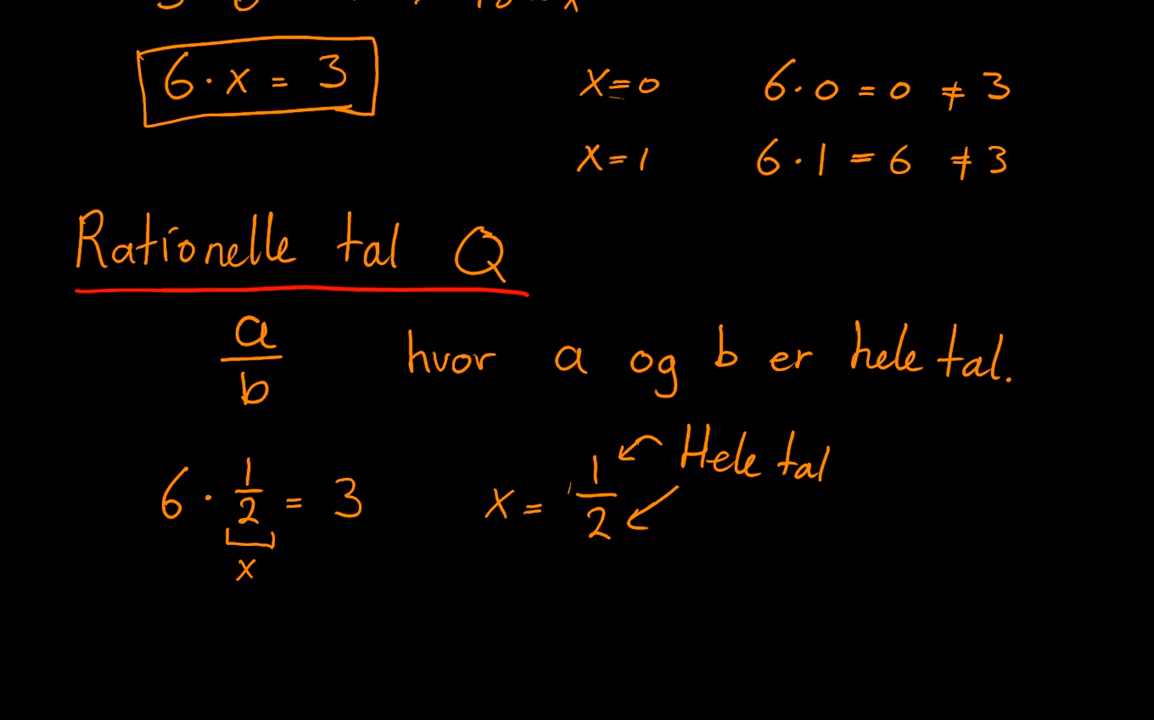 6 · x = 3
x=0 6·0 = 0 ≠ 3
x=1 6·1 = 6 ≠ 3
Rationelle tal Q
a/b hvor a og b er hele tal.
6 · 1/2 = 3 x = 1/2 Hele tal
x